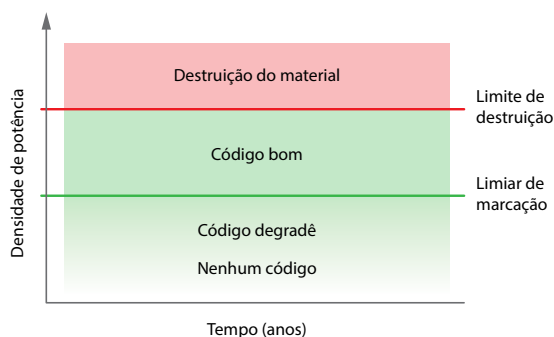 Densidade de potência
Destruição do material
Limite de
destruição
Código bom
Limiar de
marcação
Código degradê
Nenhum código
Tempo (anos)